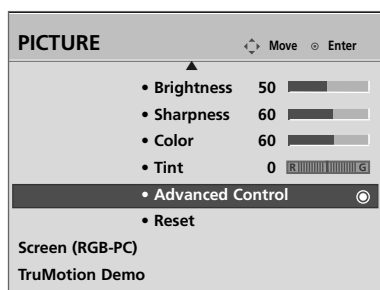 PICTURE Move Enter
• Brightness 50
• Sharpness 60
• Color 60
• Tint 0 R G
• Advanced Control
• Reset
Screen (RGB-PC)
TruMotion Demo